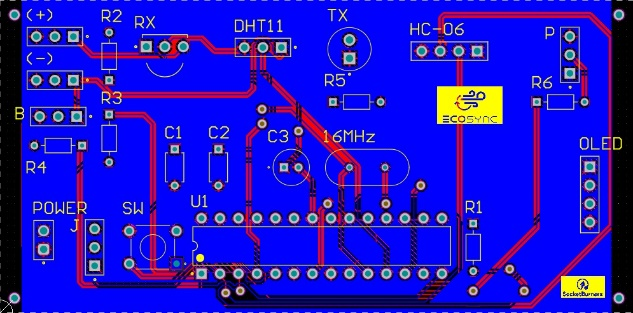 (+)
R2
RX
DHT11
TX
HC-06
P
(-)
R5
R6
ECOSYNC
B
R3
R4
C1
C2
C3
16MHz
OLED
POWER
J
SW
U1
R1
SocketBurners